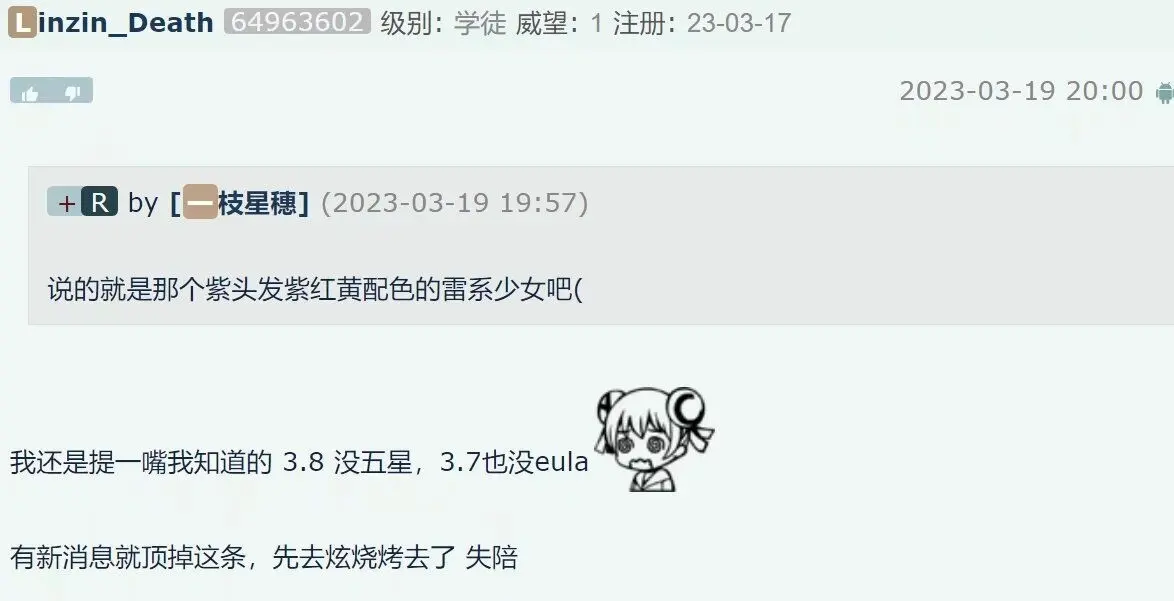 Linzin_Death 64963602 级别: 学徒 威望: 1 注册: 23-03-17
2023-03-19 20:00
+ R by [一枝星穗] (2023-03-19 19:57)
说的就是那个紫头发紫红黄配色的雷系少女吧(
我还是提一嘴我知道的 3.8 没五星，3.7也没eula
有新消息就顶掉这条，先去炫烧烤去了 失陪